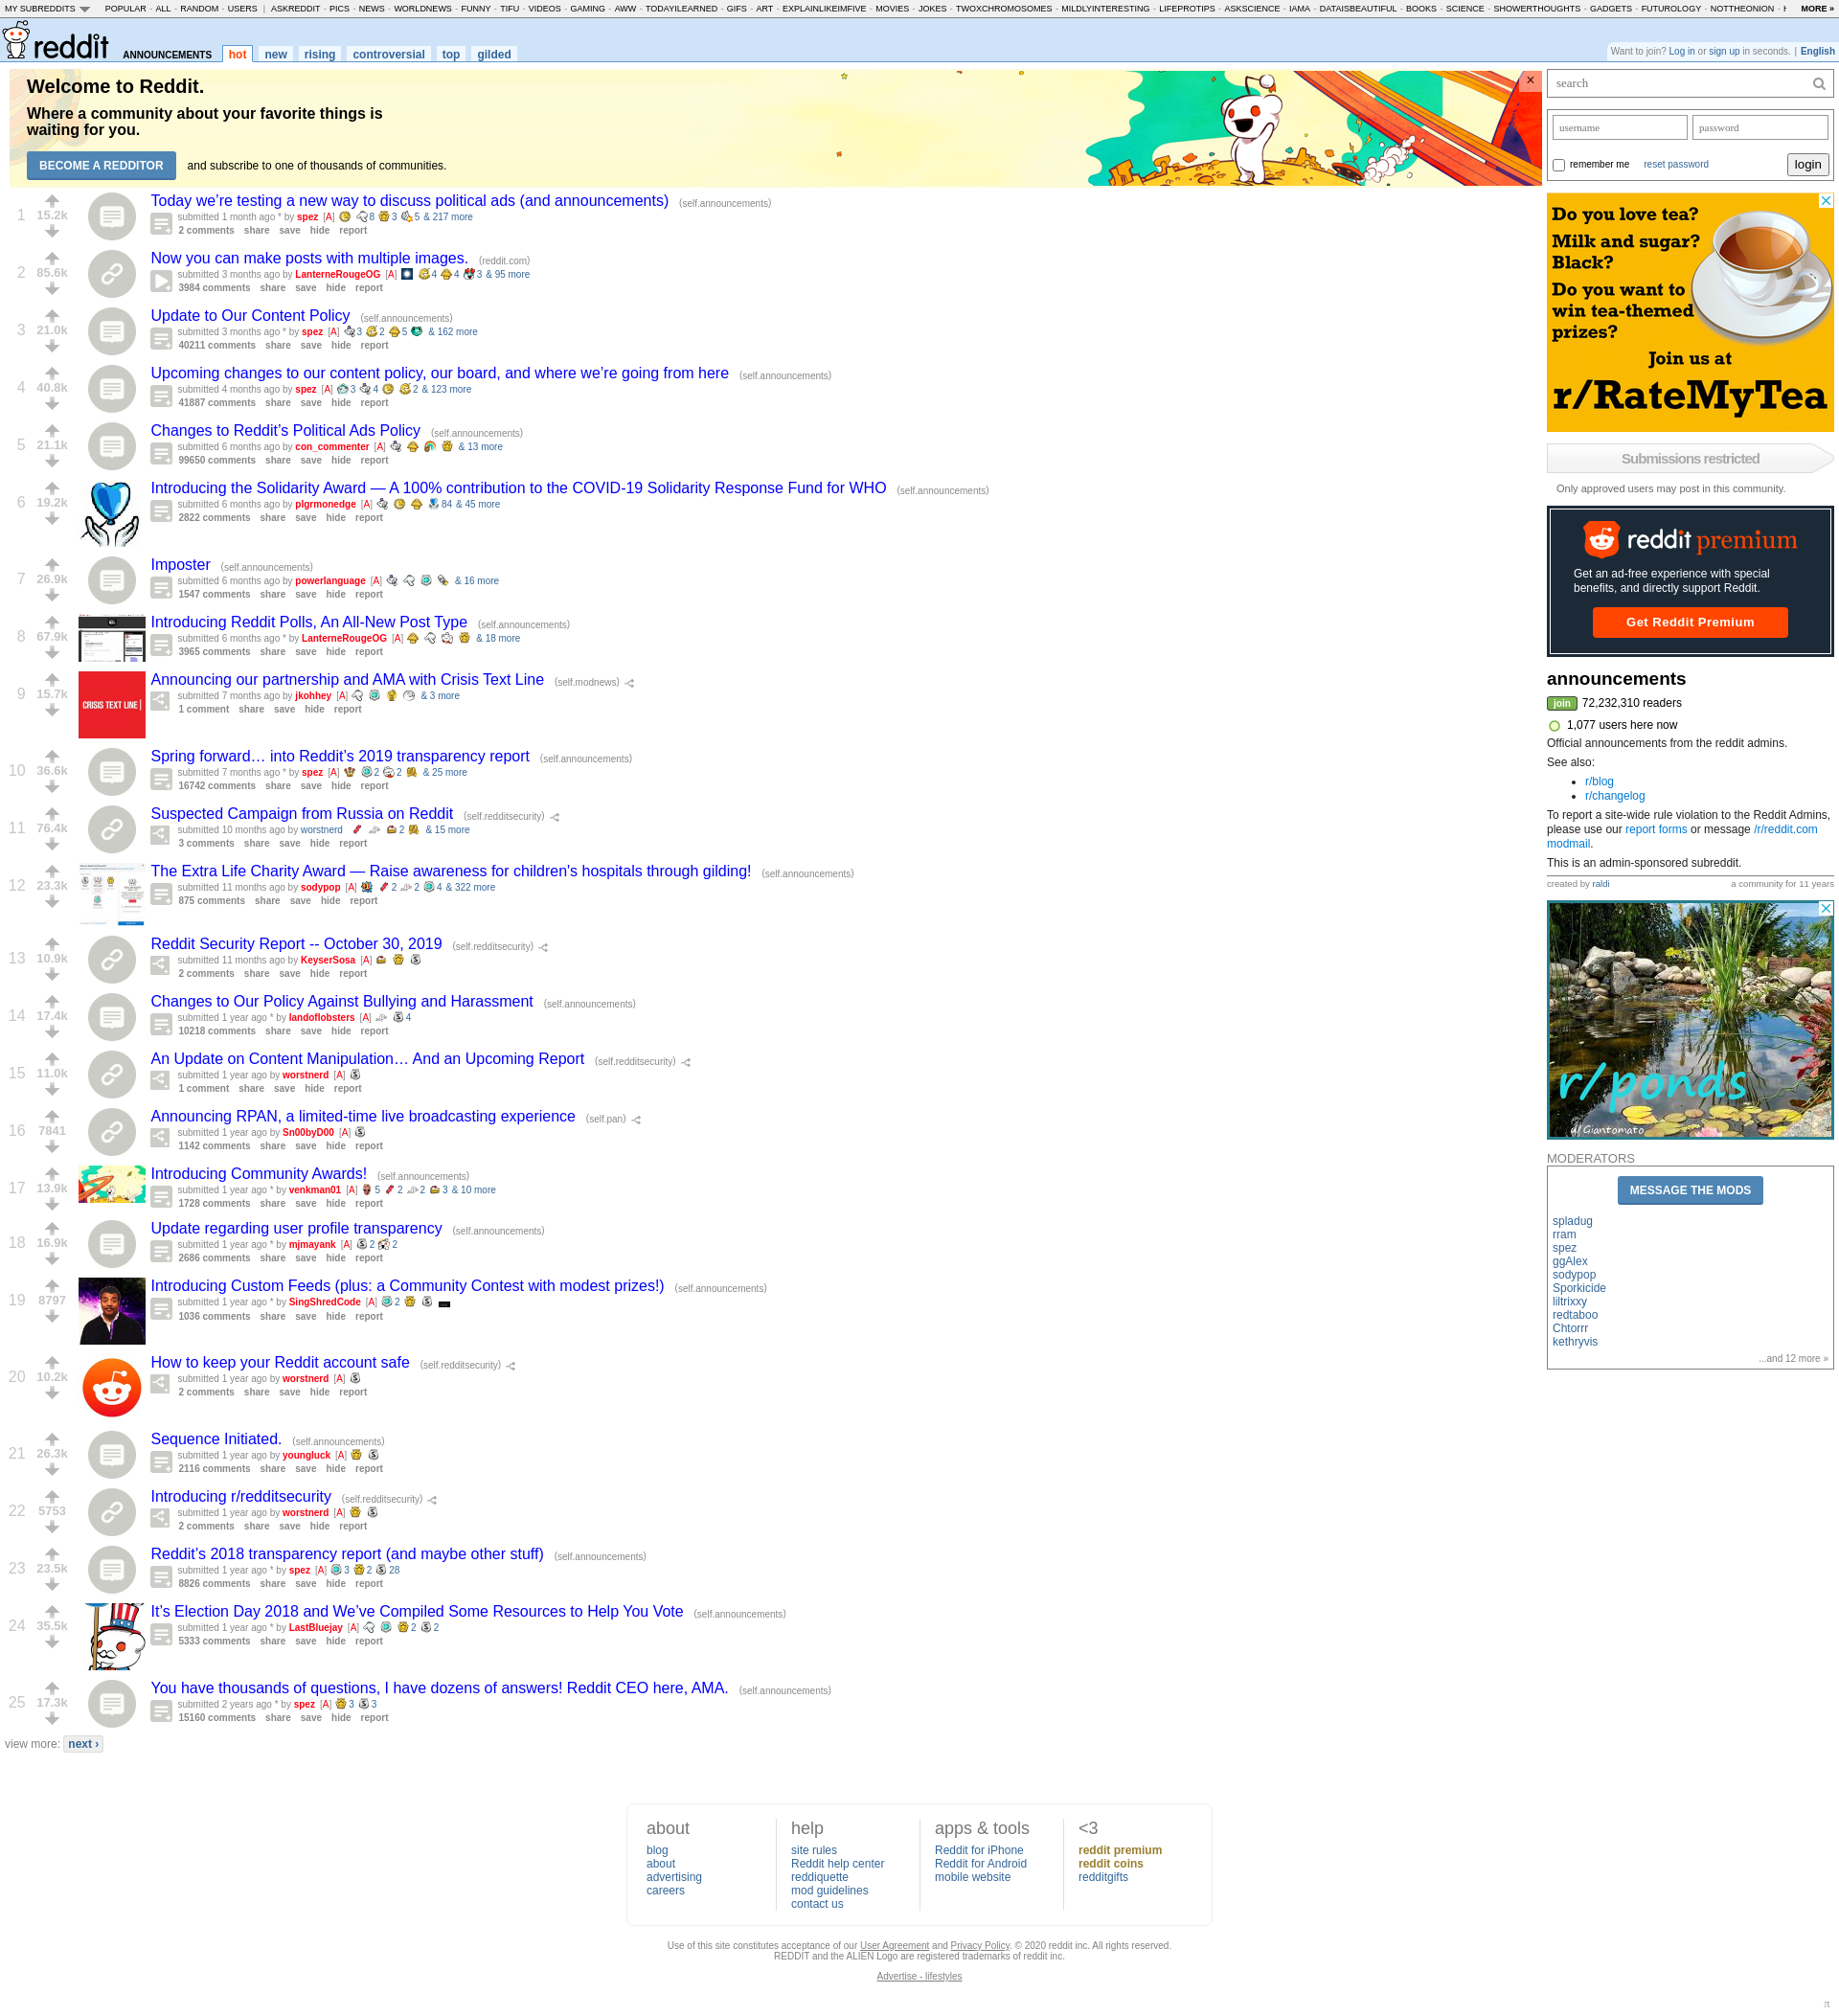 MY SUBREDDITS POPULAR - ALL - RANDOM - USERS | ASKREDDIT - PICS - NEWS - WORLDNEWS - FUNNY - TIFU - VIDEOS - GAMING - AWW - TODAYILEARNED - GIFS - ART - EXPLAINLIKEIMFIVE - MOVIES - JOKES - TWOXCHROMOSOMES - MILDLYINTERESTING - LIFEPROTIPS - ASKSCIENCE - IAMA - DATAISBEAUTIFUL - BOOKS - SCIENCE - SHOWERTHOUGHTS - GADGETS - FUTUROLOGY - NOTTHEONION - MORE »
reddit ANNOUNCEMENTS hot new rising controversial top gilded
Want to join? Log in or sign up in seconds. | English
Welcome to Reddit.
Where a community about your favorite things is
waiting for you.
BECOME A REDDITOR and subscribe to one of thousands of communities.
×
1 15.2k Today we're testing a new way to discuss political ads (and announcements) (self.announcements)
submitted 1 month ago * by spez [A] 8 3 5 & 217 more
2 comments share save hide report
2 85.6k Now you can make posts with multiple images. (reddit.com)
submitted 3 months ago by LanterneRougeOG [A] 4 4 3 & 95 more
3984 comments share save hide report
3 21.0k Update to Our Content Policy (self.announcements)
submitted 3 months ago * by spez [A] 3 2 5 & 162 more
40211 comments share save hide report
4 40.8k Upcoming changes to our content policy, our board, and where we're going from here (self.announcements)
submitted 4 months ago by spez [A] 3 4 2 & 123 more
41887 comments share save hide report
5 21.1k Changes to Reddit's Political Ads Policy (self.announcements)
submitted 6 months ago by con_commenter [A] & 13 more
99650 comments share save hide report
6 19.2k Introducing the Solidarity Award — A 100% contribution to the COVID-19 Solidarity Response Fund for WHO (self.announcements)
submitted 6 months ago by plgrmonedge [A] 84 & 45 more
2822 comments share save hide report
7 26.9k Imposter (self.announcements)
submitted 6 months ago by powerlanguage [A] & 16 more
1547 comments share save hide report
8 67.9k Introducing Reddit Polls, An All-New Post Type (self.announcements)
submitted 6 months ago * by LanterneRougeOG [A] & 18 more
3965 comments share save hide report
9 15.7k CRISIS TEXT LINE| Announcing our partnership and AMA with Crisis Text Line (self.modnews)
submitted 7 months ago by jkohhey [A] & 3 more
1 comment share save hide report
10 36.6k Spring forward… into Reddit's 2019 transparency report (self.announcements)
submitted 7 months ago * by spez [A] 2 2 & 25 more
16742 comments share save hide report
11 76.4k Suspected Campaign from Russia on Reddit (self.redditsecurity)
submitted 10 months ago by worstnerd 2 & 15 more
3 comments share save hide report
12 23.3k The Extra Life Charity Award — Raise awareness for children's hospitals through gilding! (self.announcements)
submitted 11 months ago by sodypop [A] 2 2 4 & 322 more
875 comments share save hide report
13 10.9k Reddit Security Report -- October 30, 2019 (self.redditsecurity)
submitted 11 months ago by KeyserSosa [A]
2 comments share save hide report
14 17.4k Changes to Our Policy Against Bullying and Harassment (self.announcements)
submitted 1 year ago * by landoflobsters [A] 4
10218 comments share save hide report
15 11.0k An Update on Content Manipulation… And an Upcoming Report (self.redditsecurity)
submitted 1 year ago by worstnerd [A]
1 comment share save hide report
16 7841 Announcing RPAN, a limited-time live broadcasting experience (self.pan)
submitted 1 year ago by Sn00byD00 [A]
1142 comments share save hide report
17 13.9k Introducing Community Awards! (self.announcements)
submitted 1 year ago * by venkman01 [A] 5 2 2 3 & 10 more
1728 comments share save hide report
18 16.9k Update regarding user profile transparency (self.announcements)
submitted 1 year ago * by mjmayank [A] 2 2
2686 comments share save hide report
19 8797 Introducing Custom Feeds (plus: a Community Contest with modest prizes!) (self.announcements)
submitted 1 year ago * by SingShredCode [A] 2
1036 comments share save hide report
20 10.2k How to keep your Reddit account safe (self.redditsecurity)
submitted 1 year ago by worstnerd [A]
2 comments share save hide report
21 26.3k Sequence Initiated. (self.announcements)
submitted 1 year ago by youngluck [A]
2116 comments share save hide report
22 5753 Introducing r/redditsecurity (self.redditsecurity)
submitted 1 year ago by worstnerd [A]
2 comments share save hide report
23 23.5k Reddit's 2018 transparency report (and maybe other stuff) (self.announcements)
submitted 1 year ago * by spez [A] 3 2 28
8826 comments share save hide report
24 35.5k It's Election Day 2018 and We've Compiled Some Resources to Help You Vote (self.announcements)
submitted 1 year ago * by LastBluejay [A] 2 2
5333 comments share save hide report
25 17.3k You have thousands of questions, I have dozens of answers! Reddit CEO here, AMA. (self.announcements)
submitted 2 years ago * by spez [A] 3 3
15160 comments share save hide report
view more: next ›
search
username password
remember me reset password login
Do you love tea?
Milk and sugar?
Black?
Do you want to
win tea-themed
prizes?
Join us at
r/RateMyTea
Submissions restricted
Only approved users may post in this community.
reddit premium
Get an ad-free experience with special
benefits, and directly support Reddit.
Get Reddit Premium
announcements
join 72,232,310 readers
1,077 users here now
Official announcements from the reddit admins.
See also:
• r/blog
• r/changelog
To report a site-wide rule violation to the Reddit Admins,
please use our report forms or message /r/reddit.com
modmail.
This is an admin-sponsored subreddit.
created by raldi a community for 11 years
r/ponds
u/Giantomato
MODERATORS
MESSAGE THE MODS
spladug
rram
spez
ggAlex
sodypop
Sporkicide
liltrixxy
redtaboo
Chtorrr
kethryvis
...and 12 more »
about
blog
about
advertising
careers
help
site rules
Reddit help center
reddiquette
mod guidelines
contact us
apps & tools
Reddit for iPhone
Reddit for Android
mobile website
<3
reddit premium
reddit coins
redditgifts
Use of this site constitutes acceptance of our User Agreement and Privacy Policy. © 2020 reddit inc. All rights reserved.
REDDIT and the ALIEN Logo are registered trademarks of reddit inc.
Advertise - lifestyles
π